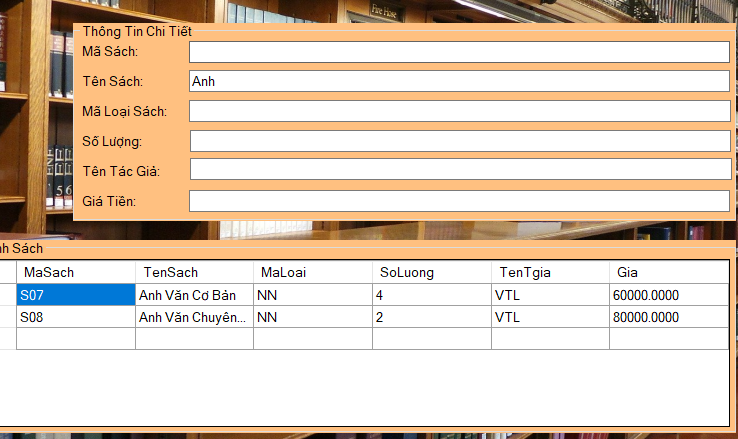 Fire Hose
Thông Tin Chi Tiết
Mã Sách:
Tên Sách: Anh
Mã Loại Sách:
Số Lượng:
Tên Tác Giả:
Giá Tiền:
nh Sách
MaSach TenSach MaLoai SoLuong TenTgia Gia
S07 Anh Văn Cơ Bản NN 4 VTL 60000.0000
S08 Anh Văn Chuyên... NN 2 VTL 80000.0000